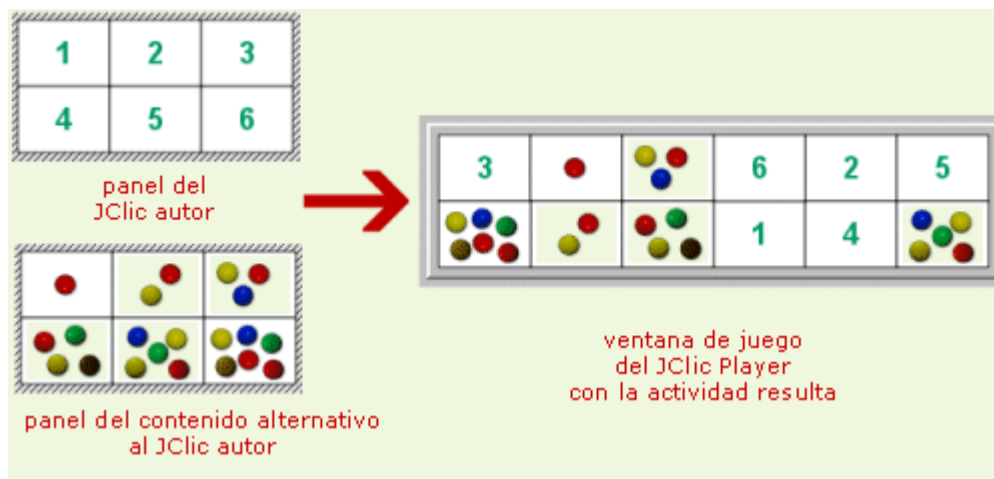 1 2 3
4 5 6
panel del
JClic autor
panel del contenido alternativo
al JClic autor
3 6 2 5
1 4
ventana de juego
del JClic Player
con la actividad resulta